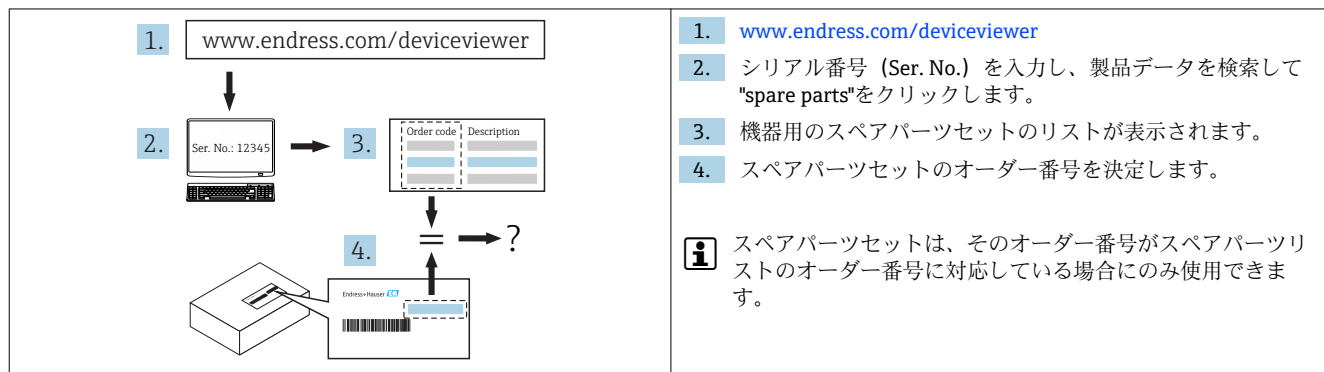 1.
www.endress.com/deviceviewer
2.
Ser. No.: 12345
3.
Order code Description
4.
?
Endress+Hauser EH
1. www.endress.com/deviceviewer
2. シリアル番号（Ser. No.）を入力し、製品データを検索して
"spare parts"をクリックします。
3. 機器用のスペアパーツセットのリストが表示されます。
4. スペアパーツセットのオーダー番号を決定します。
スペアパーツセットは、そのオーダー番号がスペアパーツリ
ストのオーダー番号に対応している場合にのみ使用できま
す。